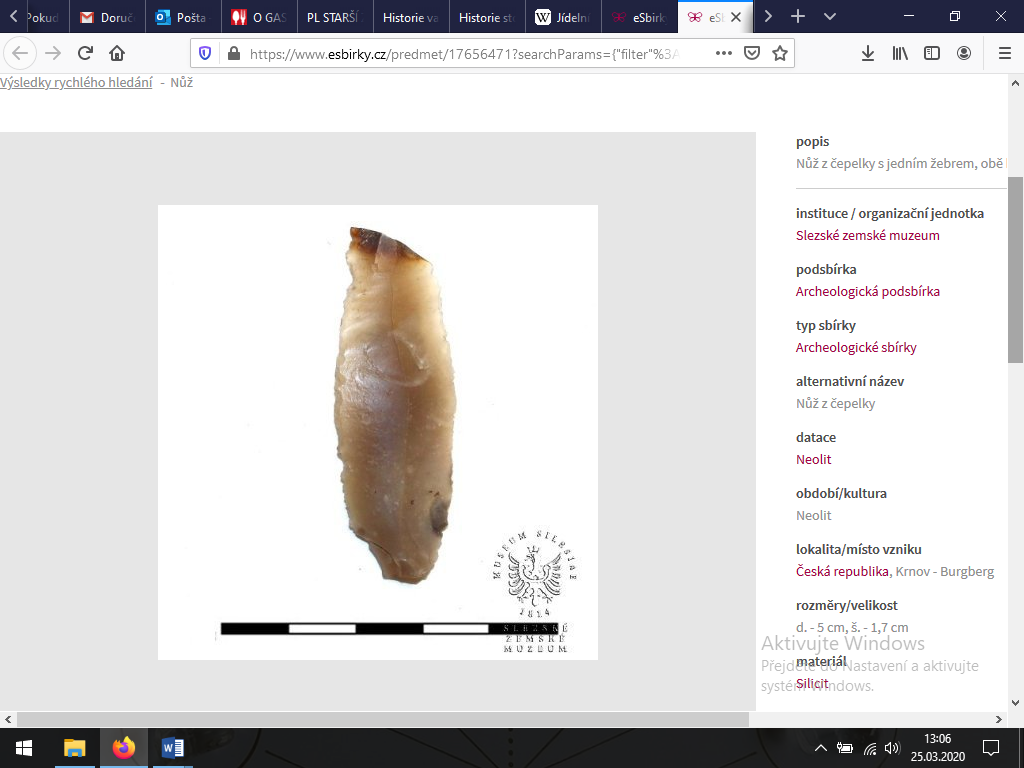 Pokud
Doruč
Pošta
O GAS
PL STARŠÍ
Historie va
Historie sto
Jídeln
eSbírk
eSb
https://www.esbirky.cz/predmet/17656471?searchParams={"filter"%3A
Výsledky rychlého hledání - Nůž
popis
Nůž z čepelky s jedním žebrem, obě
instituce / organizační jednotka
Slezské zemské muzeum
podsbírka
Archeologická podsbírka
typ sbírky
Archeologické sbírky
alternativní název
Nůž z čepelky
datace
Neolit
období/kultura
Neolit
lokalita/místo vzniku
Česká republika, Krnov - Burgberg
rozměry/velikost
d. - 5 cm, š. - 1,7 cm
materiál
Silicit
Aktivujte Windows
Přejděte do Nastavení a aktivujte
systém Windows.
MUSEUM SILESIAE
1814
SLEZSKÉ
ZEMSKÉ
MUZEUM
13:06
25.03.2020